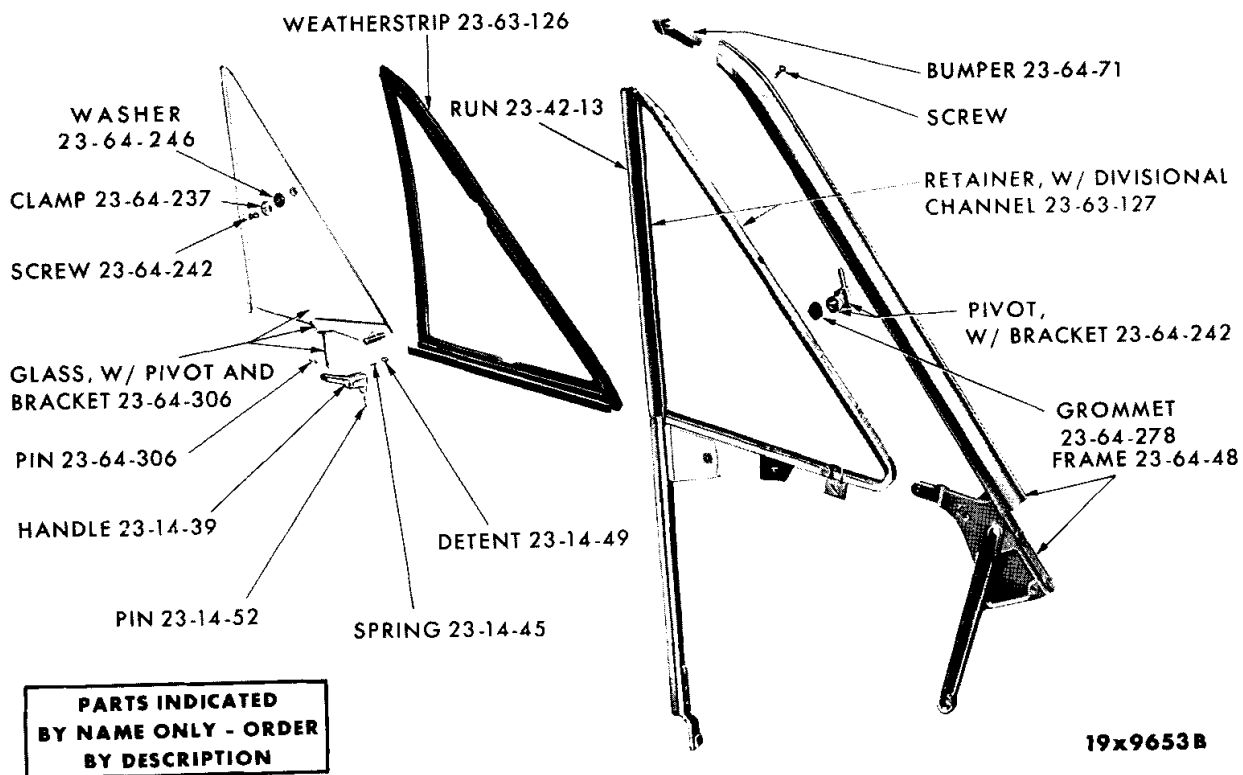 WEATHERSTRIP 23-63-126
WASHER
23-64-246
RUN 23-42-13
BUMPER 23-64-71
SCREW
CLAMP 23-64-237
RETAINER, W/ DIVISIONAL
CHANNEL 23-63-127
SCREW 23-64-242
PIVOT,
W/ BRACKET 23-64-242
GLASS, W/ PIVOT AND
BRACKET 23-64-306
GROMMET
23-64-278
FRAME 23-64-48
PIN 23-64-306
HANDLE 23-14-39
DETENT 23-14-49
PIN 23-14-52
SPRING 23-14-45
PARTS INDICATED
BY NAME ONLY - ORDER
BY DESCRIPTION
19x9653B